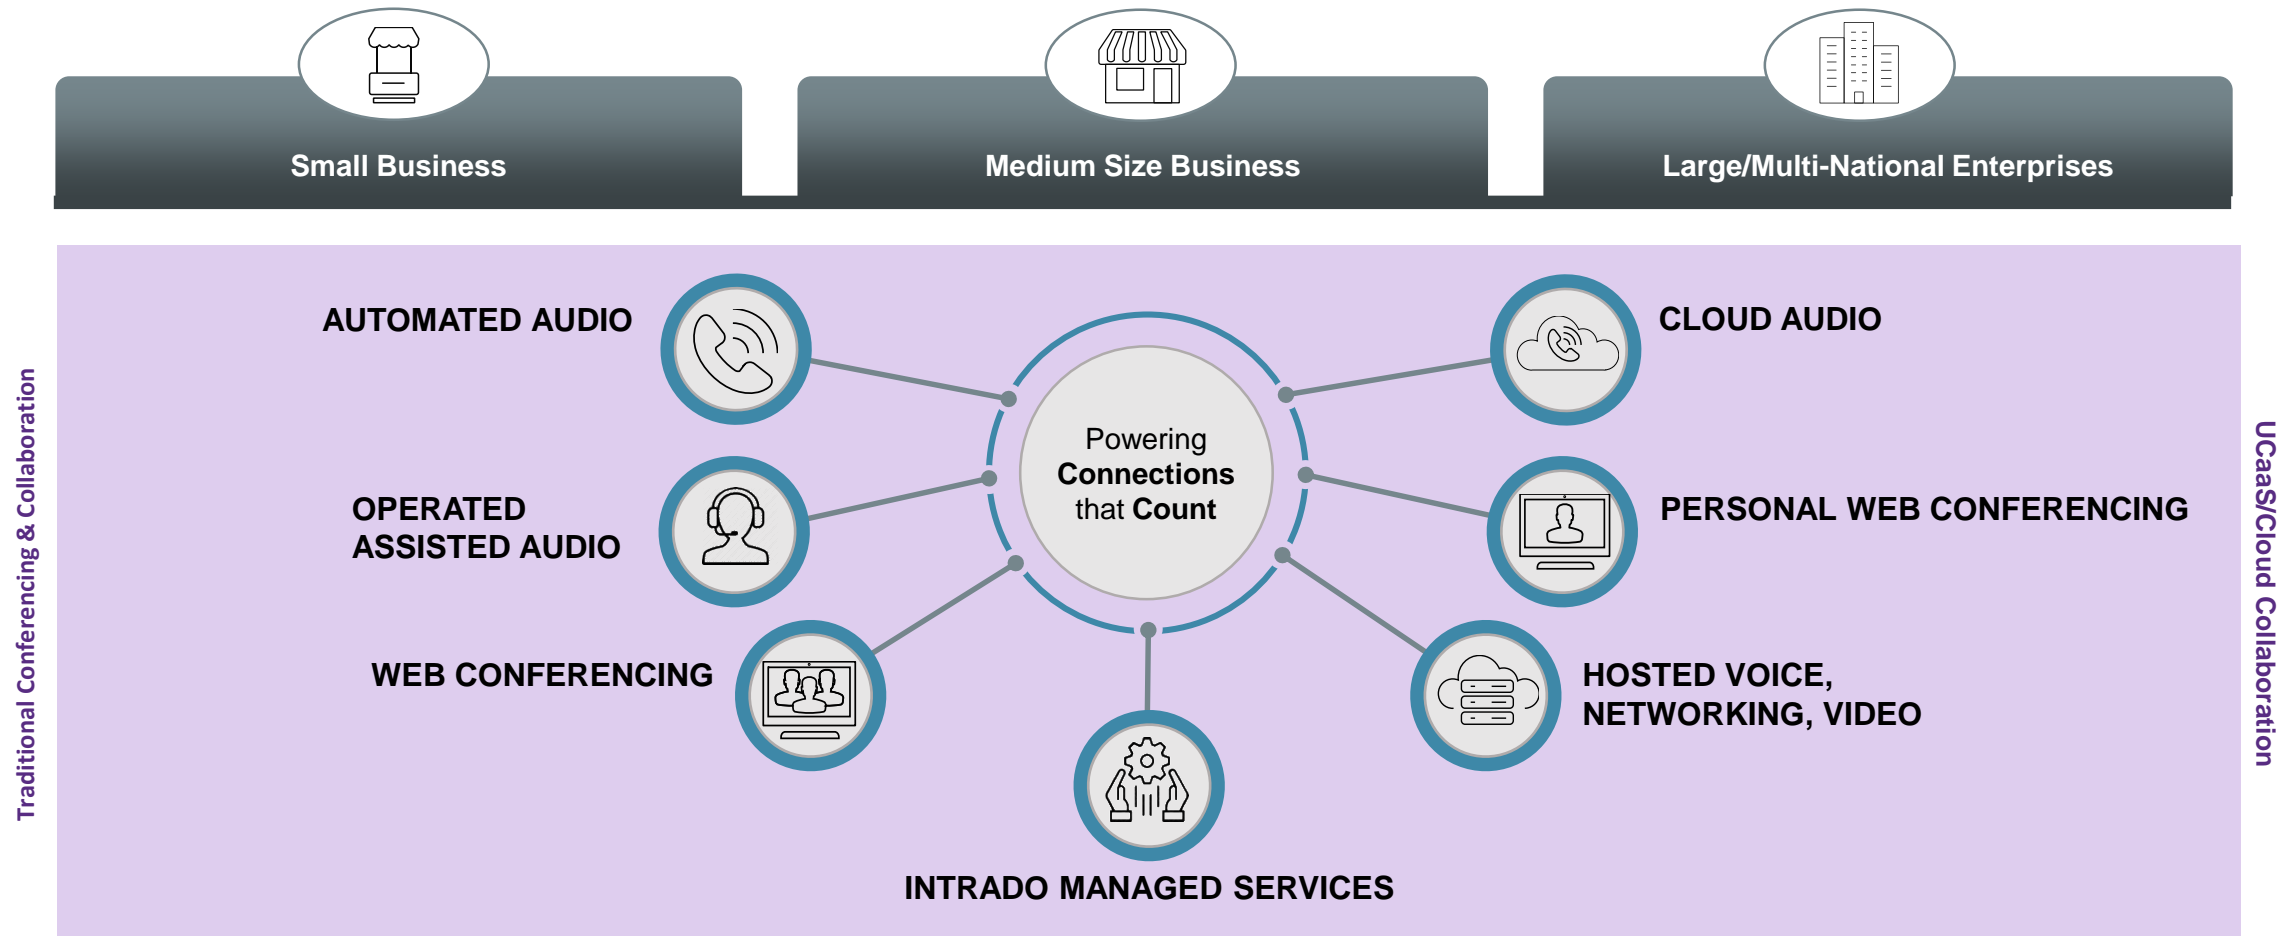 Small Business
Medium Size Business
Large/Multi-National Enterprises
Traditional Conferencing & Collaboration
AUTOMATED AUDIO
OPERATED
ASSISTED AUDIO
WEB CONFERENCING
Powering
Connections
that Count
INTRADO MANAGED SERVICES
CLOUD AUDIO
PERSONAL WEB CONFERENCING
HOSTED VOICE,
NETWORKING, VIDEO
UCaaS/Cloud Collaboration